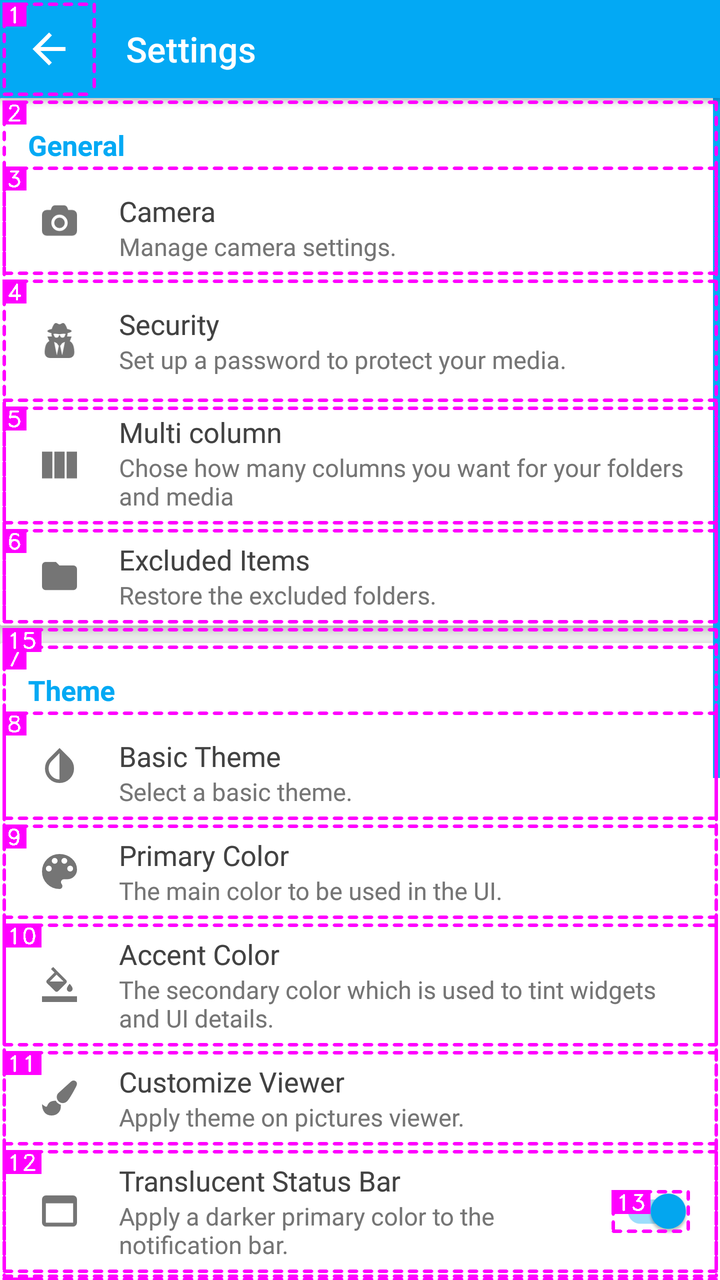 1
Settings
2
General
3
Camera
Manage camera settings.
4
Security
Set up a password to protect your media.
5
Multi column
Chose how many columns you want for your folders
and media
6
Excluded Items
Restore the excluded folders.
15
7
Theme
8
Basic Theme
Select a basic theme.
9
Primary Color
The main color to be used in the UI.
10
Accent Color
The secondary color which is used to tint widgets
and UI details.
11
Customize Viewer
Apply theme on pictures viewer.
12
Translucent Status Bar
Apply a darker primary color to the
notification bar.
13